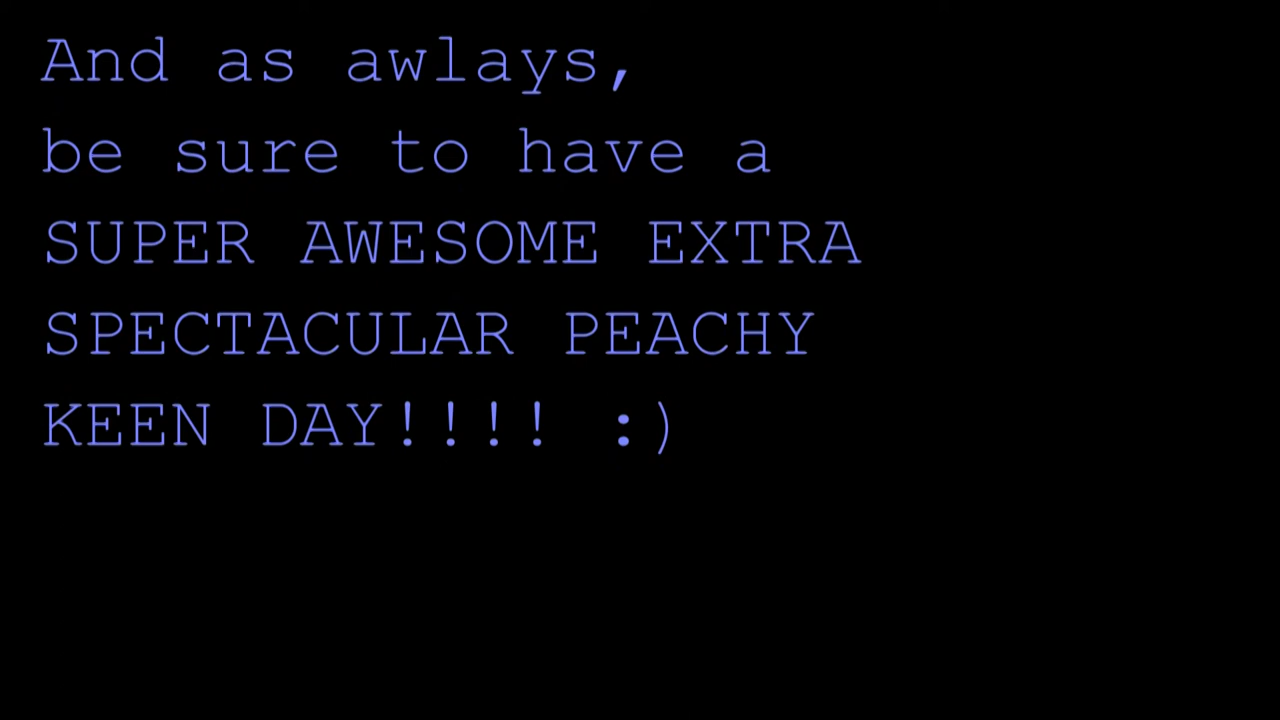 And as awlays,
be sure to have a
SUPER AWESOME EXTRA
SPECTACULAR PEACHY
KEEN DAY!!!! :)